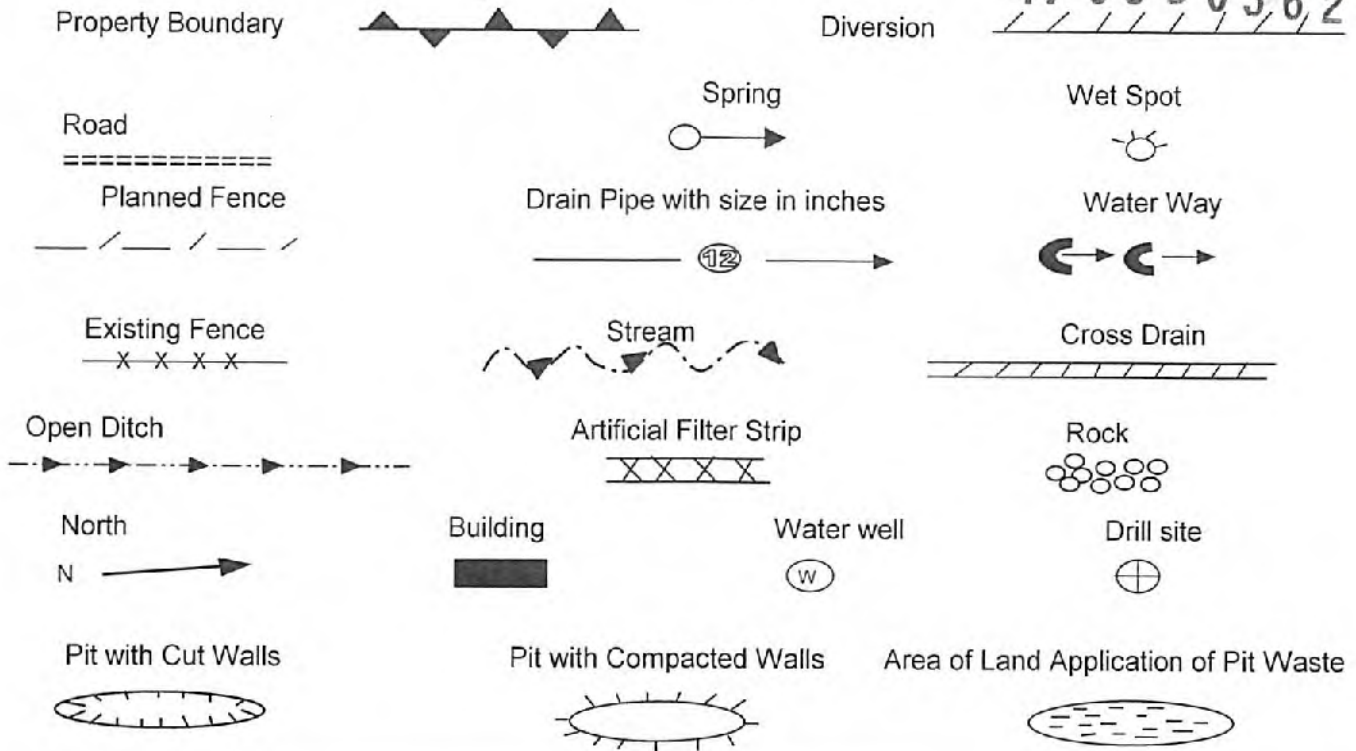 Property Boundary
Diversion
Spring
Wet Spot
Road
Planned Fence
Drain Pipe with size in inches
Water Way
12
Existing Fence
Stream
Cross Drain
Open Ditch
Artificial Filter Strip
Rock
North
Building
Water well
Drill site
N
W
Pit with Cut Walls
Pit with Compacted Walls
Area of Land Application of Pit Waste